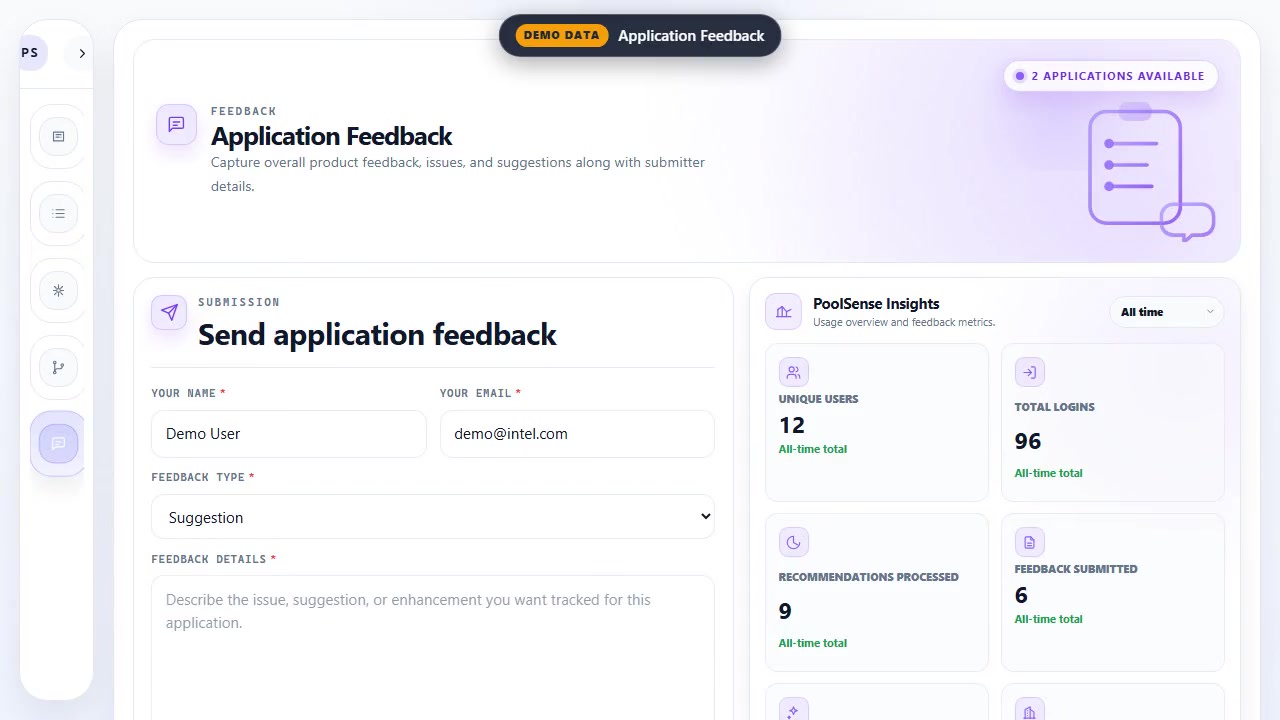 PS
DEMO DATA Application Feedback
2 APPLICATIONS AVAILABLE
FEEDBACK
Application Feedback
Capture overall product feedback, issues, and suggestions along with submitter
details.
SUBMISSION
Send application feedback
YOUR NAME *
YOUR EMAIL *
Demo User
demo@intel.com
FEEDBACK TYPE *
Suggestion
FEEDBACK DETAILS *
Describe the issue, suggestion, or enhancement you want tracked for this
application.
PoolSense Insights
Usage overview and feedback metrics.
All time
UNIQUE USERS
12
All-time total
TOTAL LOGINS
96
All-time total
RECOMMENDATIONS PROCESSED
9
All-time total
FEEDBACK SUBMITTED
6
All-time total